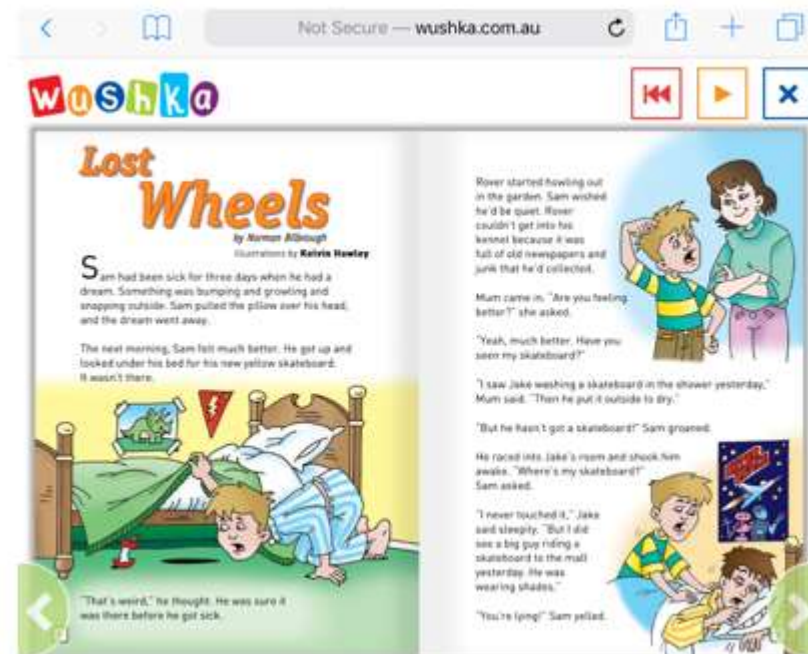 Not Secure — wushka.com.au
wushka
Lost
Wheels
by Norman Bilbrough
Illustrations by Kelvin Hawley
Sam had been sick for three days when he had a
dream. Something was bumping and growling and
snapping outside. Sam pulled the pillow over his head,
and the dream went away.
The next morning, Sam felt much better. He got up and
looked under his bed for his new yellow skateboard.
It wasn't there.
"That's weird," he thought. He was sure it
was there before he got sick.
Rover started howling out
in the garden. Sam wished
he'd be quiet. Rover
couldn't get into his
kennel because it was
full of old newspapers and
junk that he'd collected.
Mum came in. "Are you feeling
better?" she asked.
"Yeah, much better. Have you
seen my skateboard?"
"I saw Jake washing a skateboard in the shower yesterday,"
Mum said. "Then he put it outside to dry."
"But he hasn't got a skateboard!" Sam groaned.
He raced into Jake's room and shook him
awake. "Where's my skateboard?"
Sam asked.
"I never touched it," Jake
said sleepily. "But I did
see a big guy riding a
skateboard to the mall
yesterday. He was
wearing shades."
"You're lying!" Sam yelled.